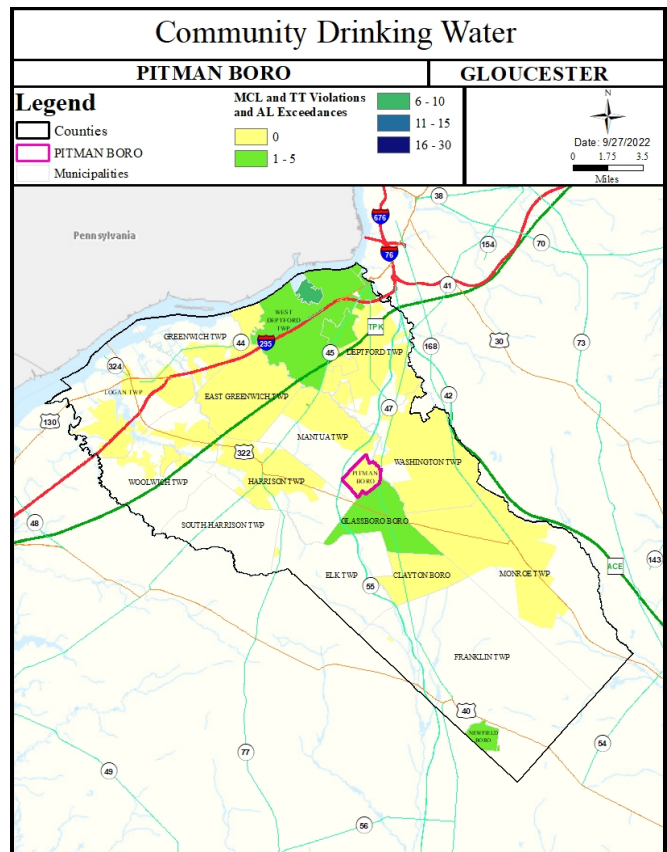 Community Drinking Water
PITMAN BORO
GLOUCESTER
Legend
Counties
PITMAN BORO
Municipalities
MCL and TT Violations
and AL Exceedances
0
1 - 5
6 - 10
11 - 15
16 - 30
N
Date: 9/27/2022
0 1.75 3.5
Miles
38
676
Pennsylvania
154
70
76
41
WEST
DEPTFORD
TWP
TPK
GREENWICH TWP
44
295
45
DEPTFORD TWP
168
30
73
324
LOGAN TWP
EAST GREENWICH TWP
47
42
130
MANTUA TWP
322
WASHINGTON TWP
PITMAN
BORO
WOOLWICH TWP
HARRISON TWP
48
SOUTH HARRISON TWP
GLASSBORO BORO
143
ACE
ELK TWP
55
CLAYTON BORO
MONROE TWP
FRANKLIN TWP
40
NEWFIELD
BORO
54
77
49
56